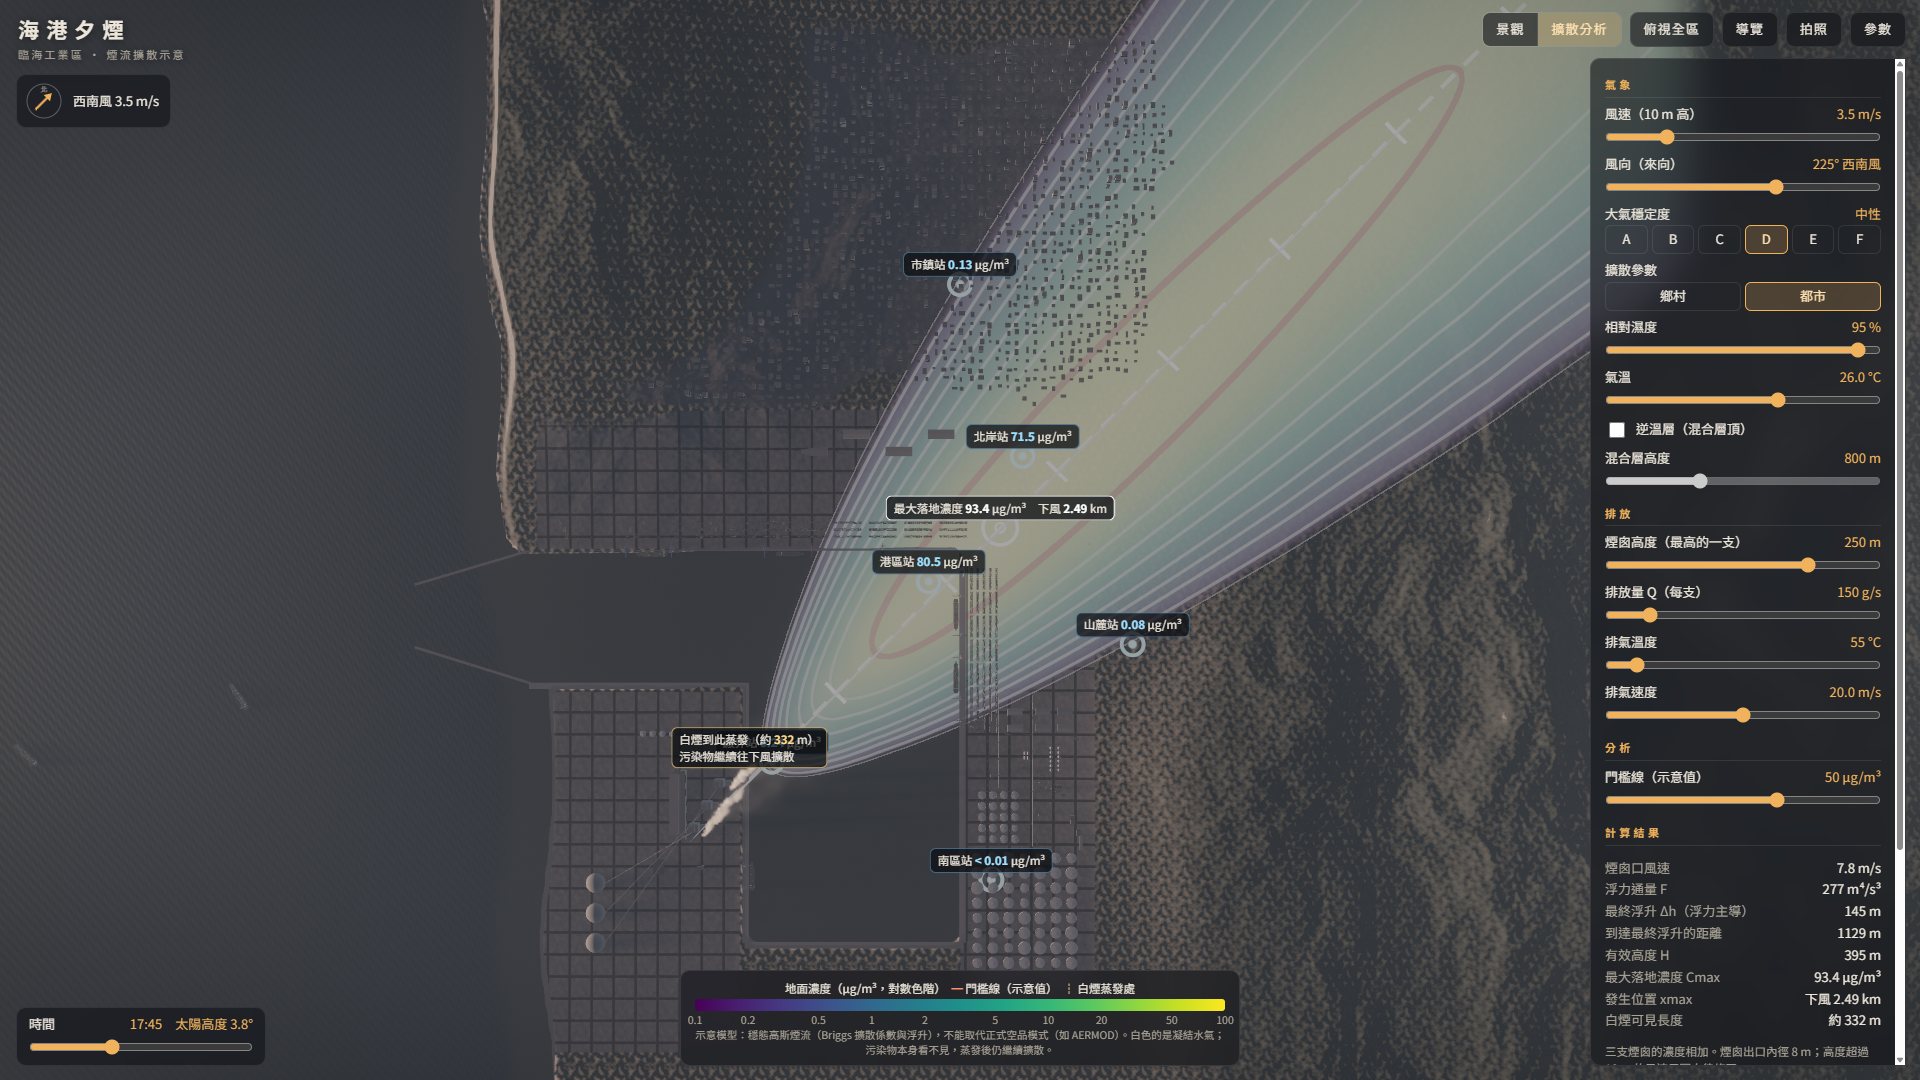 海港夕煙
臨海工業區 · 煙流擴散示意
北
西南風 3.5 m/s
景觀
擴散分析
俯視全區
導覽
拍照
參數
市鎮站 0.13 μg/m³
北岸站 71.5 μg/m³
最大落地濃度 93.4 μg/m³ 下風 2.49 km
港區站 80.5 μg/m³
山麓站 0.08 μg/m³
白煙到此蒸發（約 332 m）
污染物繼續往下風擴散
南區站 < 0.01 μg/m³
氣象
風速（10 m 高） 3.5 m/s
風向（來向） 225° 西南風
大氣穩定度 中性
A B C D E F
擴散參數
鄉村 都市
相對濕度 95 %
氣溫 26.0 °C
逆溫層（混合層頂）
混合層高度 800 m
排放
煙囪高度（最高的一支） 250 m
排放量 Q（每支） 150 g/s
排氣溫度 55 °C
排氣速度 20.0 m/s
分析
門檻線（示意值） 50 μg/m³
計算結果
煙囪口風速 7.8 m/s
浮力通量 F 277 m⁴/s³
最終浮升 Δh（浮力主導） 145 m
到達最終浮升的距離 1129 m
有效高度 H 395 m
最大落地濃度 Cmax 93.4 μg/m³
發生位置 xmax 下風 2.49 km
白煙可見長度 約 332 m
三支煙囪的濃度相加。煙囪出口內徑 8 m；高度超過
時間 17:45 太陽高度 3.8°
地面濃度（μg/m³，對數色階） 門檻線（示意值） 白煙蒸發處
0.1 0.2 0.5 1 2 5 10 20 50 100
示意模型：穩態高斯煙流（Briggs 擴散係數與浮升），不能取代正式空品模式（如 AERMOD）。白色的是凝結水氣；
污染物本身看不見，蒸發後仍繼續擴散。